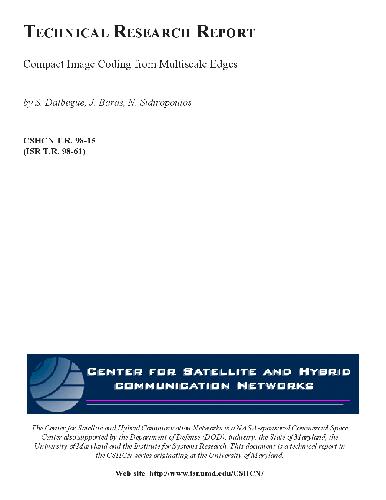 TECHNICAL RESEARCH REPORT
Compact Image Coding from Multiscale Edges
by S. Dalbegue, J. Baras, N. Sidiropoulos
CSHCN T.R. 98-15
(ISR T.R. 98-61)
CENTER FOR SATELLITE AND HYBRID
COMMUNICATION NETWORKS
The Center for Satellite and Hybrid Communication Networks is a NASA-sponsored Commercial Space
Center also supported by the Department of Defense (DOD), industry, the State of Maryland, the
University of Maryland and the Institute for Systems Research. This document is a technical report in
the CSHCN series originating at the University of Maryland.
Web site http://www.isr.umd.edu/CSHCN/